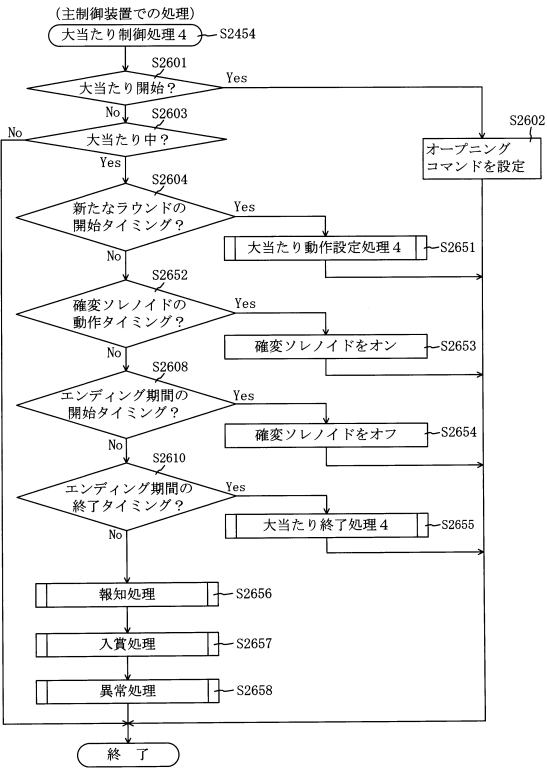 (主制御装置での処理)
大当たり制御処理4
S2454
S2601
大当たり開始？
Yes
No
S2603
大当たり中？
No
Yes
S2602
オープニング
コマンドを設定
S2604
新たなラウンドの
開始タイミング？
Yes
No
大当たり動作設定処理4
S2651
S2652
確変ソレノイドの
動作タイミング？
Yes
No
確変ソレノイドをオン
S2653
S2608
エンディング期間の
開始タイミング？
Yes
No
確変ソレノイドをオフ
S2654
S2610
エンディング期間の
終了タイミング？
Yes
No
大当たり終了処理4
S2655
報知処理
S2656
入賞処理
S2657
異常処理
S2658
終 了